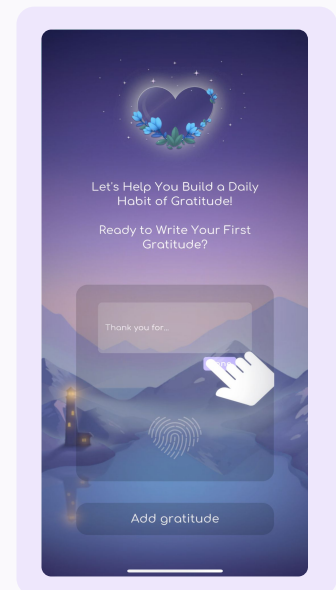 Let's Help You Build a Daily
Habit of Gratitude!
Ready to Write Your First
Gratitude?
Thank you for...
Add gratitude